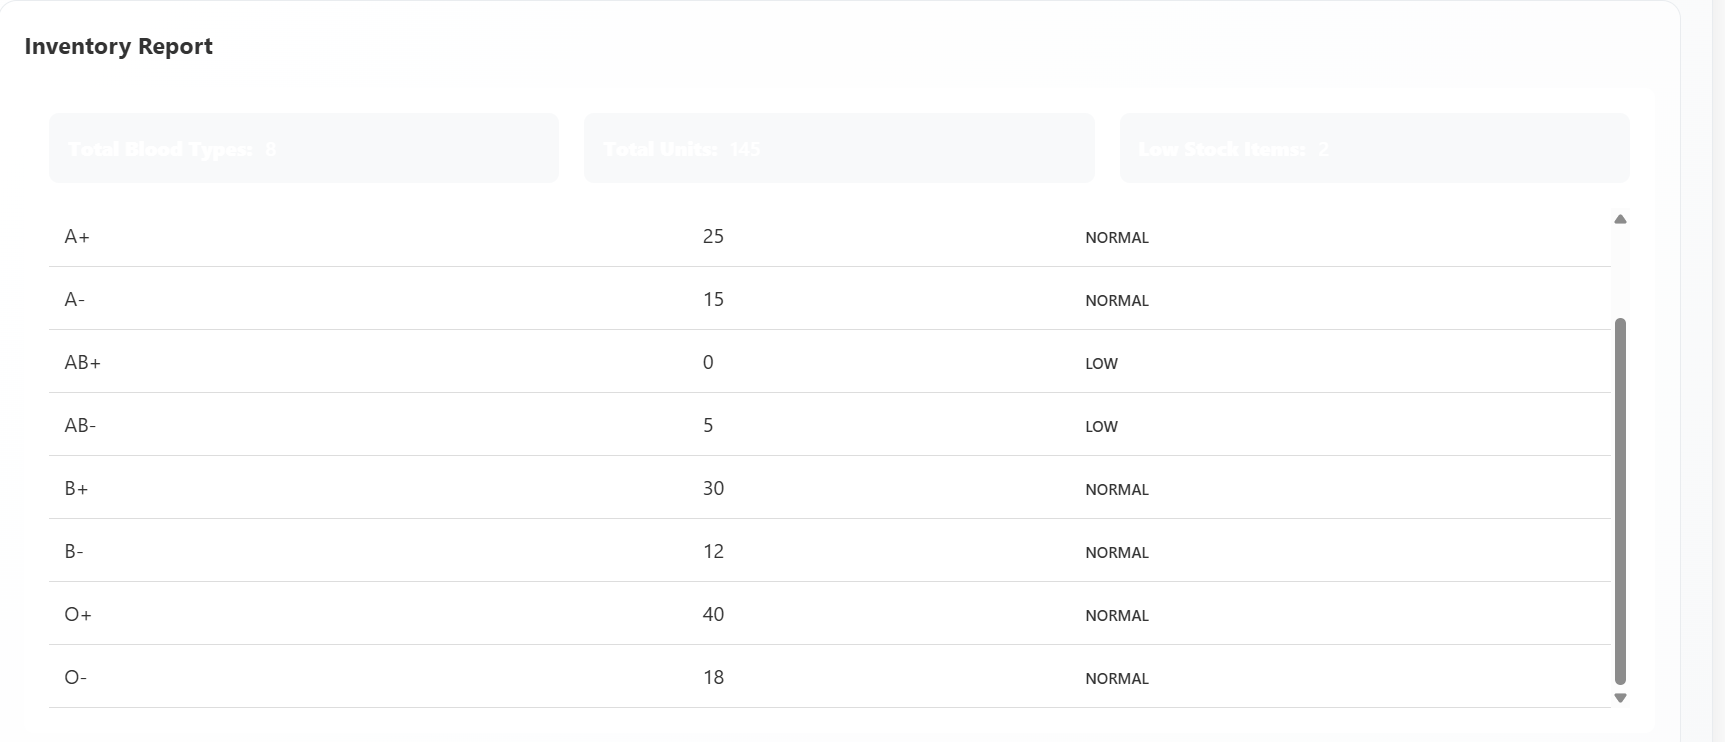 Inventory Report
Total Blood Types: 8 Total Units: 145 Low Stock Items: 2
A+ 25 NORMAL
A- 15 NORMAL
AB+ 0 LOW
AB- 5 LOW
B+ 30 NORMAL
B- 12 NORMAL
O+ 40 NORMAL
O- 18 NORMAL